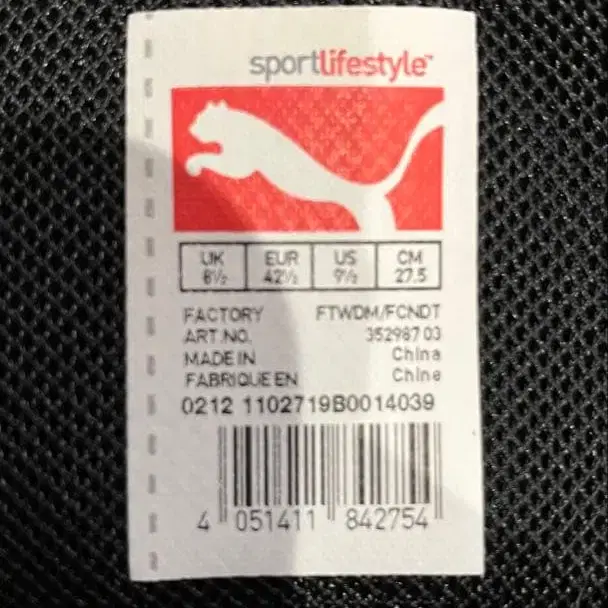 sportlifestyle™
UK EUR US CM
8½ 42½ 9½ 27.5
FACTORY FTWDM/FCNDT
ART.NO. 352987 03
MADE IN China
FABRIQUE EN Chine
0212 1102719B0014039
4 051411 842754